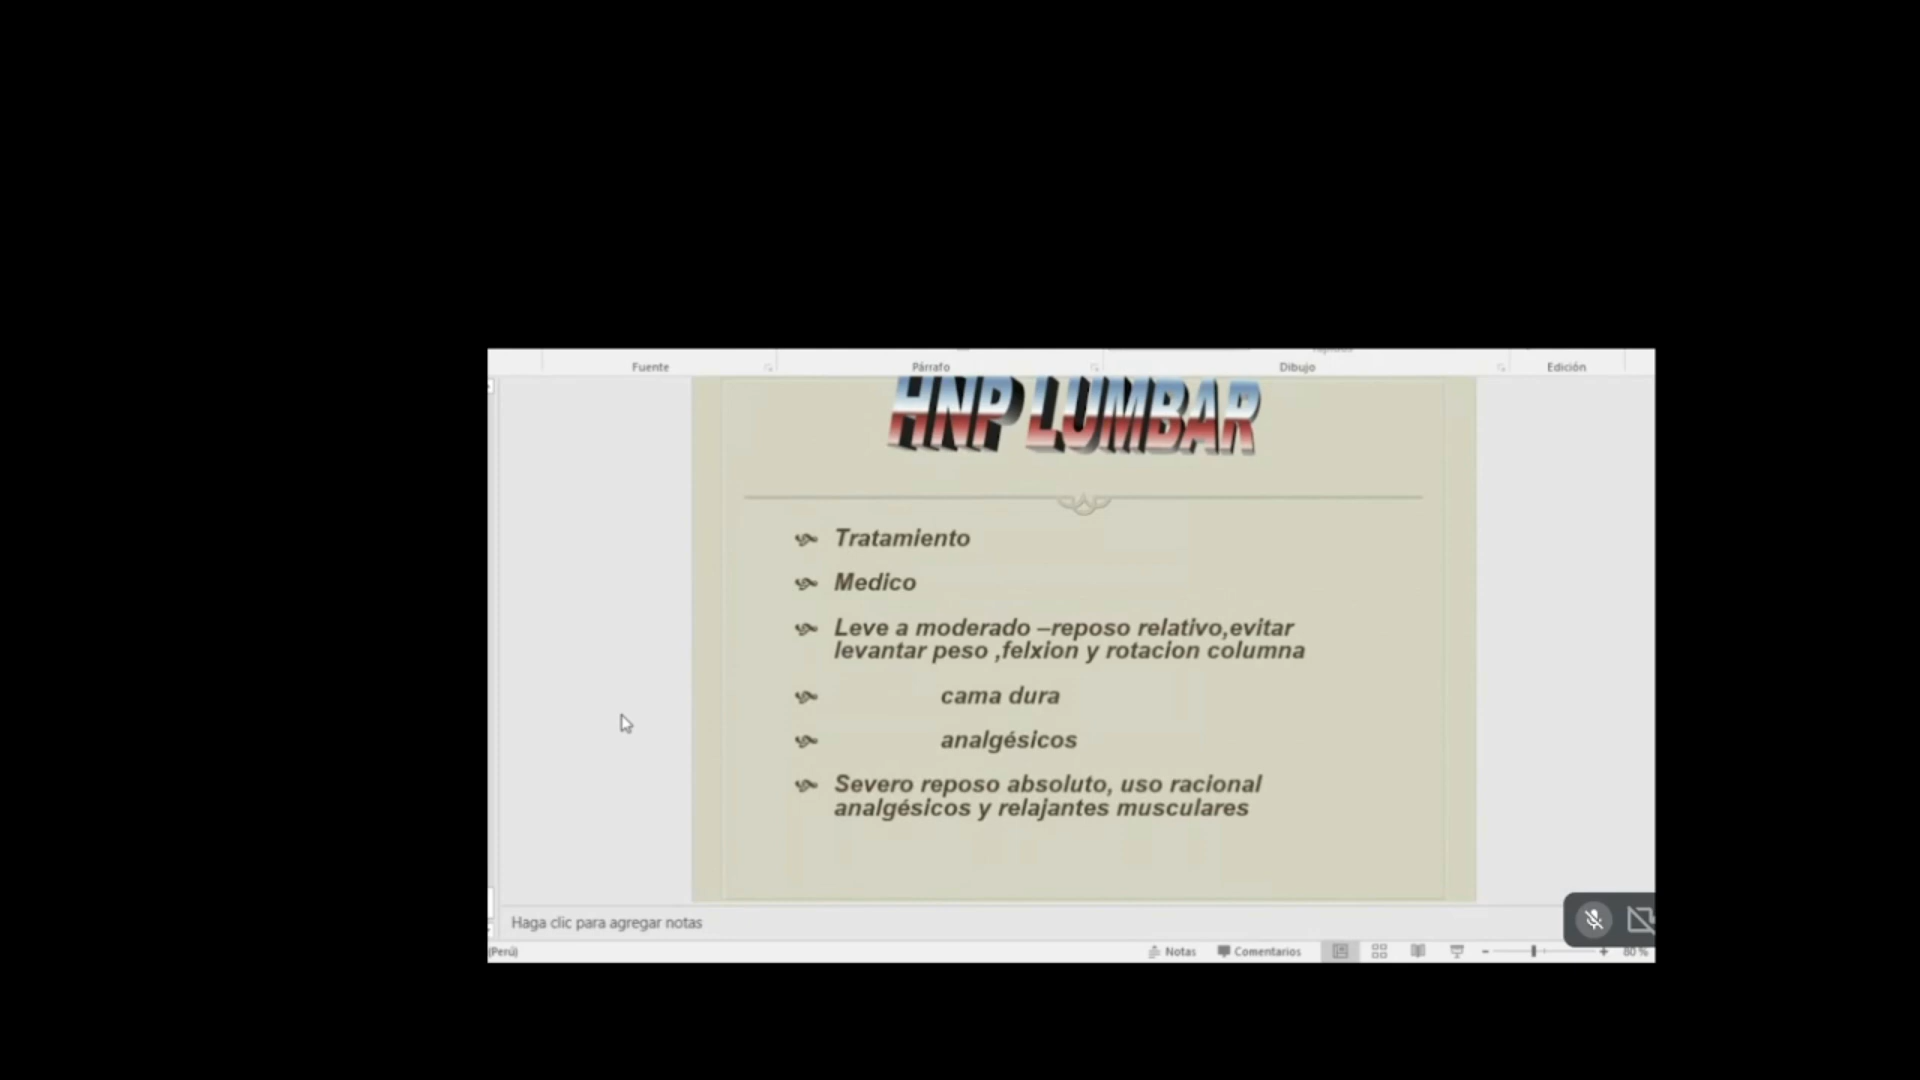 Fuente Párrafo Dibujo Edición
HNP LUMBAR
Tratamiento
Medico
Leve a moderado –reposo relativo,evitar
levantar peso ,felxion y rotacion columna
cama dura
analgésicos
Severo reposo absoluto, uso racional
analgésicos y relajantes musculares
Haga clic para agregar notas
(Perú) Notas Comentarios 80 %